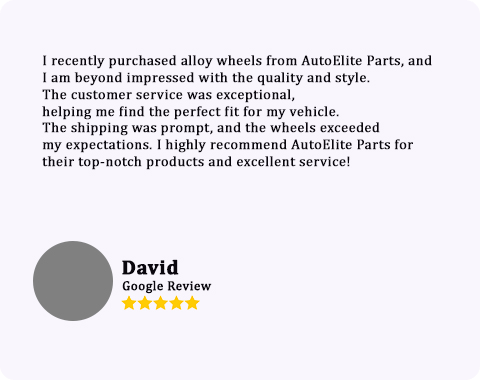 I recently purchased alloy wheels from AutoElite Parts, and
I am beyond impressed with the quality and style.
The customer service was exceptional,
helping me find the perfect fit for my vehicle.
The shipping was prompt, and the wheels exceeded
my expectations. I highly recommend AutoElite Parts for
their top-notch products and excellent service!
David
Google Review